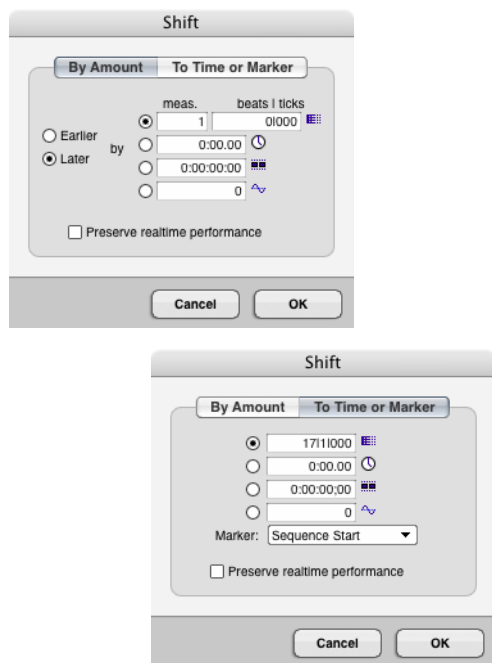 Shift
By Amount To Time or Marker
meas. beats | ticks
1 0|000
Earlier
Later
by
0:00.00
0:00:00:00
0
Preserve realtime performance
Cancel OK
Shift
By Amount To Time or Marker
17|1|000
0:00.00
0:00:00;00
0
Marker: Sequence Start
Preserve realtime performance
Cancel OK